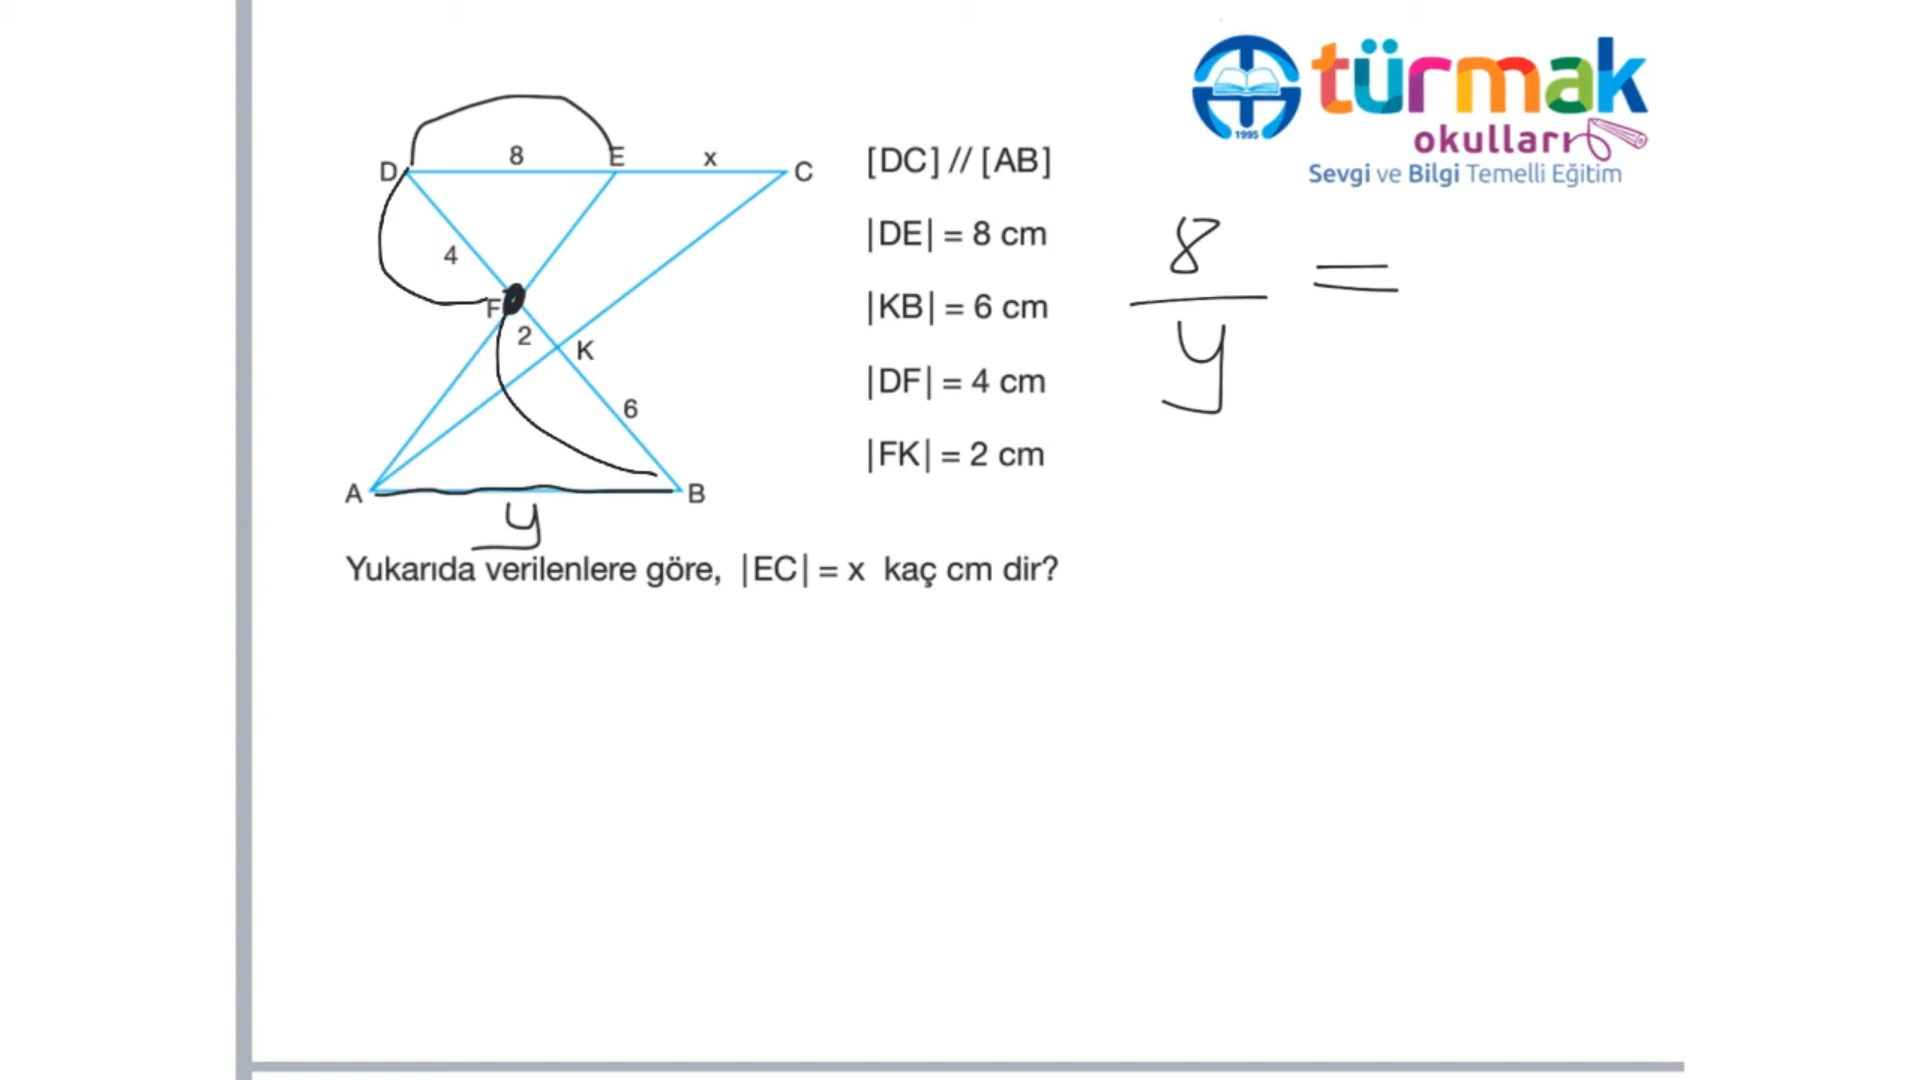 türmak
okulları
1995
Sevgi ve Bilgi Temelli Eğitim
D 8 E x C
4
F
2
K
6
A B
y
[DC] // [AB]
|DE| = 8 cm
|KB| = 6 cm
|DF| = 4 cm
|FK| = 2 cm
8
y
=
Yukarıda verilenlere göre, |EC| = x kaç cm dir?